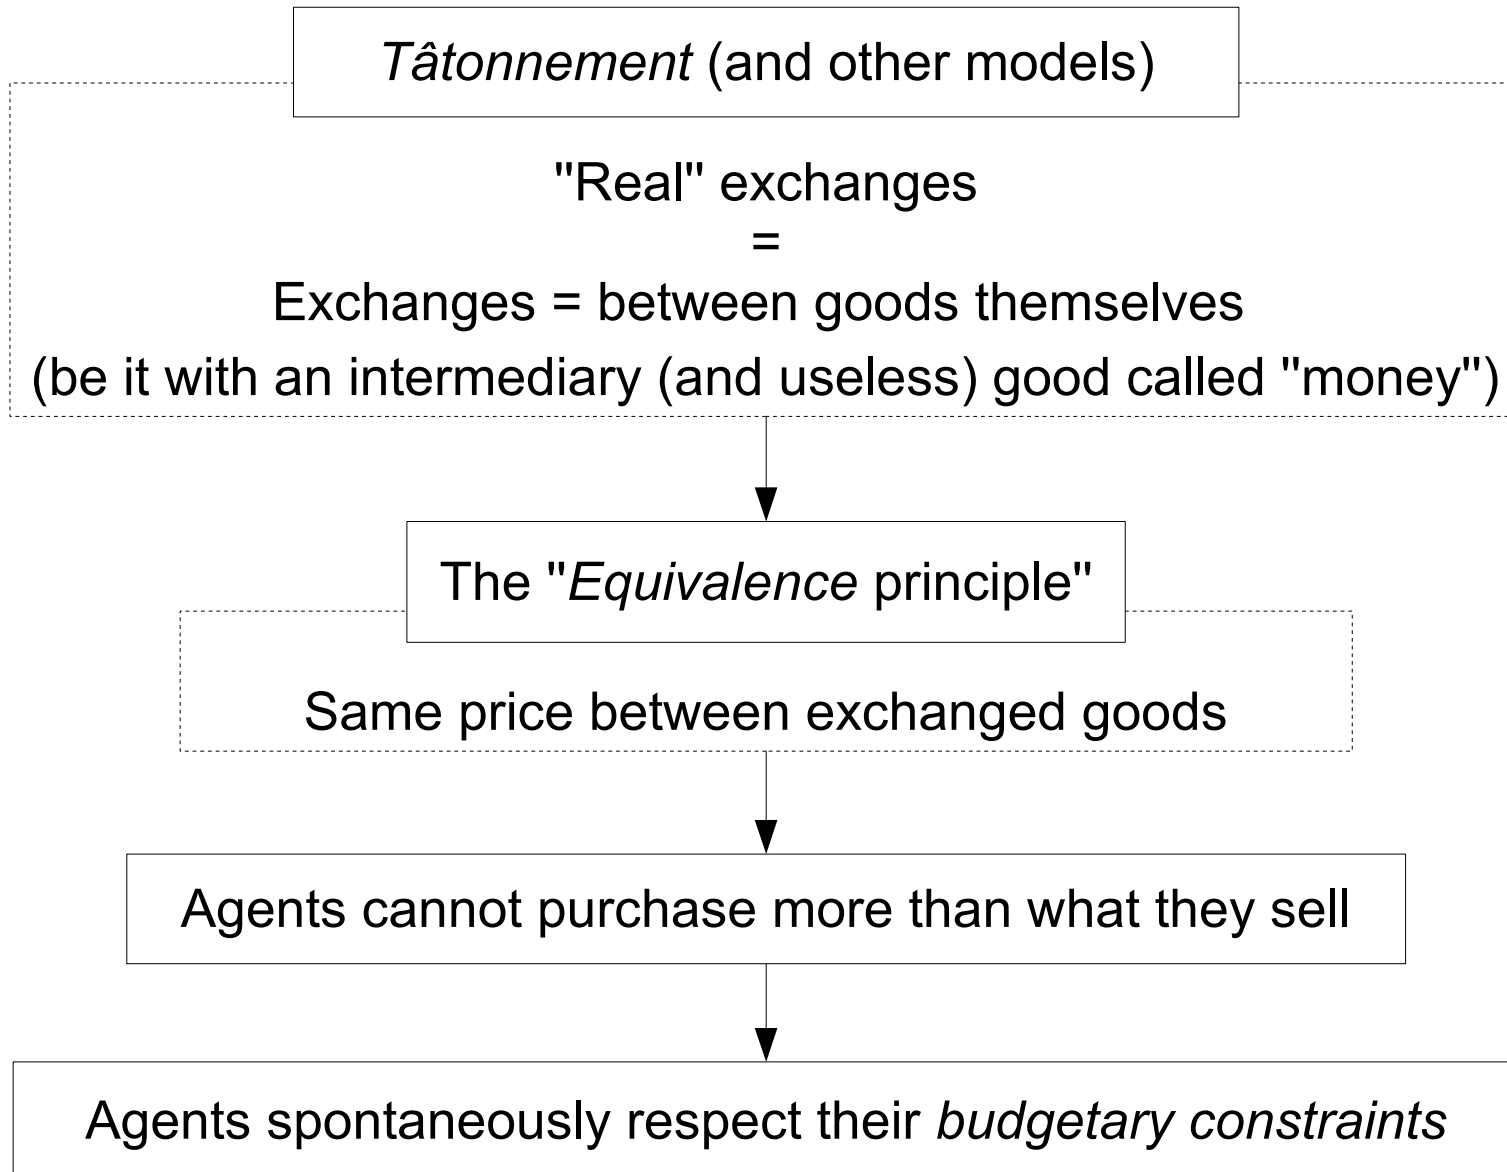 Tâtonnement (and other models)
"Real" exchanges
=
Exchanges = between goods themselves
(be it with an intermediary (and useless) good called "money")
The "Equivalence principle"
Same price between exchanged goods
Agents cannot purchase more than what they sell
Agents spontaneously respect their budgetary constraints